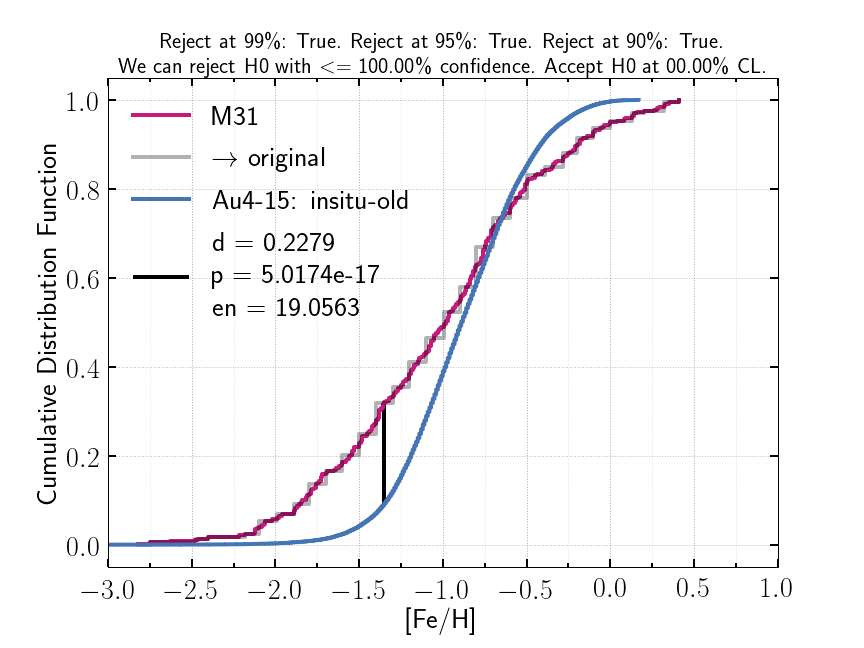 Reject at 99%: True. Reject at 95%: True. Reject at 90%: True.
We can reject H0 with <= 100.00% confidence. Accept H0 at 00.00% CL.
M31
→ original
Au4-15: insitu-old
d = 0.2279
p = 5.0174e-17
en = 19.0563
Cumulative Distribution Function
1.0
0.8
0.6
0.4
0.2
0.0
−3.0 −2.5 −2.0 −1.5 −1.0 −0.5 0.0 0.5 1.0
[Fe/H]